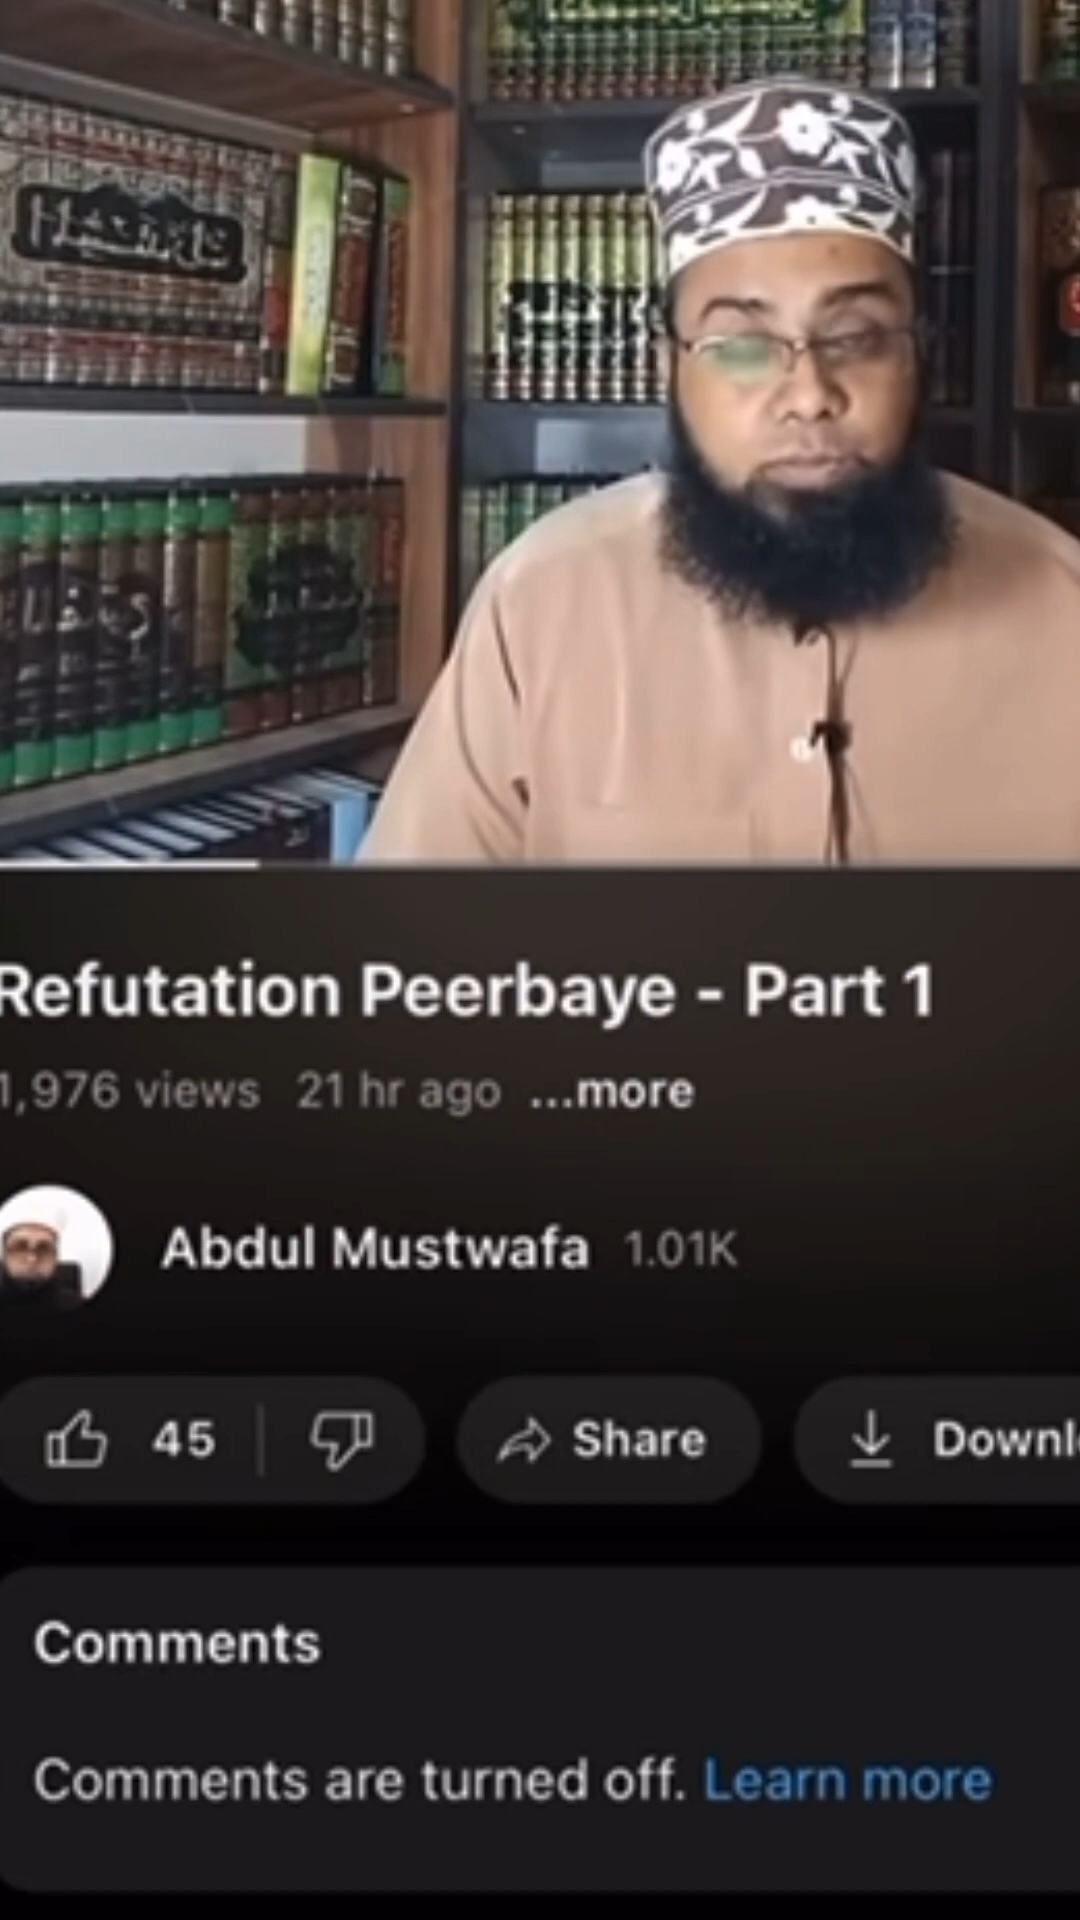 Refutation Peerbaye - Part 1
1,976 views 21 hr ago ...more
Abdul Mustwafa 1.01K
45 Share Downl
Comments
Comments are turned off. Learn more